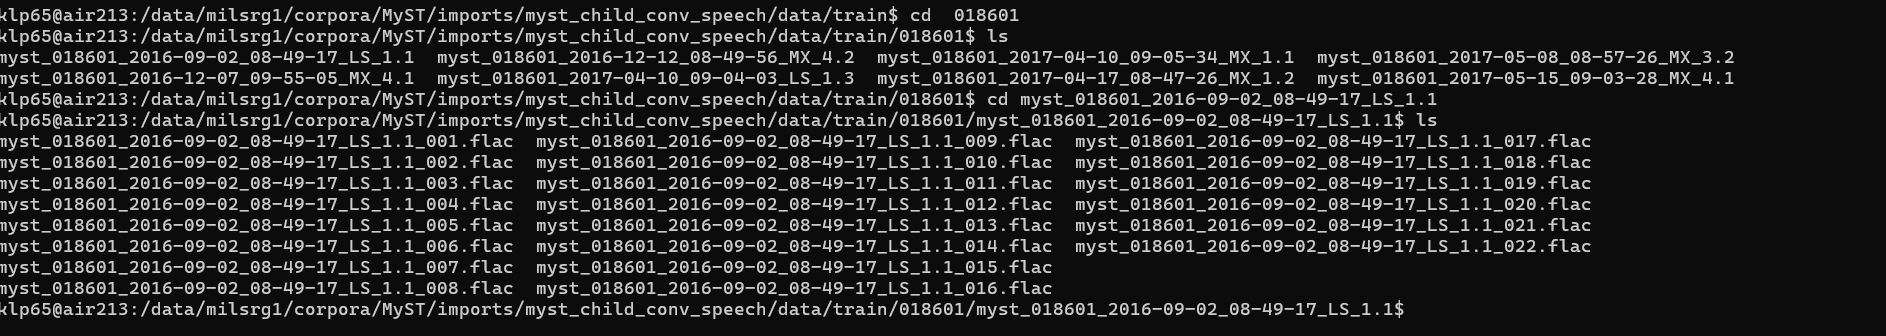 klp65@air213:/data/milsrg1/corpora/MyST/imports/myst_child_conv_speech/data/train$ cd  018601
klp65@air213:/data/milsrg1/corpora/MyST/imports/myst_child_conv_speech/data/train/018601$ ls
myst_018601_2016-09-02_08-49-17_LS_1.1  myst_018601_2016-12-12_08-49-56_MX_4.2  myst_018601_2017-04-10_09-05-34_MX_1.1  myst_018601_2017-05-08_08-57-26_MX_3.2
myst_018601_2016-12-07_09-55-05_MX_4.1  myst_018601_2017-04-10_09-04-03_LS_1.3  myst_018601_2017-04-17_08-47-26_MX_1.2  myst_018601_2017-05-15_09-03-28_MX_4.1
klp65@air213:/data/milsrg1/corpora/MyST/imports/myst_child_conv_speech/data/train/018601$ cd myst_018601_2016-09-02_08-49-17_LS_1.1
klp65@air213:/data/milsrg1/corpora/MyST/imports/myst_child_conv_speech/data/train/018601/myst_018601_2016-09-02_08-49-17_LS_1.1$ ls
myst_018601_2016-09-02_08-49-17_LS_1.1_001.flac  myst_018601_2016-09-02_08-49-17_LS_1.1_009.flac  myst_018601_2016-09-02_08-49-17_LS_1.1_017.flac
myst_018601_2016-09-02_08-49-17_LS_1.1_002.flac  myst_018601_2016-09-02_08-49-17_LS_1.1_010.flac  myst_018601_2016-09-02_08-49-17_LS_1.1_018.flac
myst_018601_2016-09-02_08-49-17_LS_1.1_003.flac  myst_018601_2016-09-02_08-49-17_LS_1.1_011.flac  myst_018601_2016-09-02_08-49-17_LS_1.1_019.flac
myst_018601_2016-09-02_08-49-17_LS_1.1_004.flac  myst_018601_2016-09-02_08-49-17_LS_1.1_012.flac  myst_018601_2016-09-02_08-49-17_LS_1.1_020.flac
myst_018601_2016-09-02_08-49-17_LS_1.1_005.flac  myst_018601_2016-09-02_08-49-17_LS_1.1_013.flac  myst_018601_2016-09-02_08-49-17_LS_1.1_021.flac
myst_018601_2016-09-02_08-49-17_LS_1.1_006.flac  myst_018601_2016-09-02_08-49-17_LS_1.1_014.flac  myst_018601_2016-09-02_08-49-17_LS_1.1_022.flac
myst_018601_2016-09-02_08-49-17_LS_1.1_007.flac  myst_018601_2016-09-02_08-49-17_LS_1.1_015.flac
myst_018601_2016-09-02_08-49-17_LS_1.1_008.flac  myst_018601_2016-09-02_08-49-17_LS_1.1_016.flac
klp65@air213:/data/milsrg1/corpora/MyST/imports/myst_child_conv_speech/data/train/018601/myst_018601_2016-09-02_08-49-17_LS_1.1$